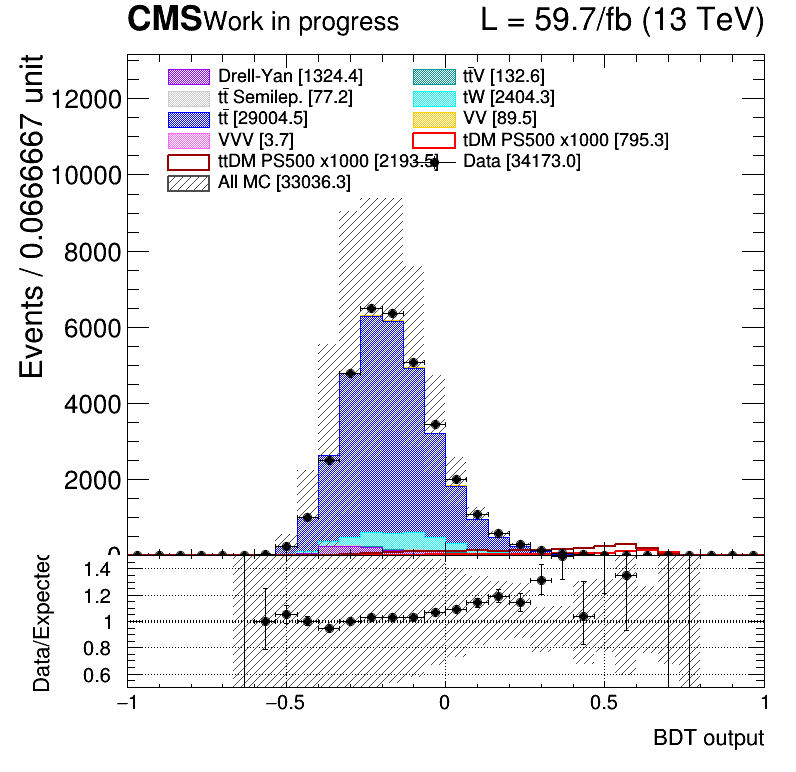 CMS Work in progress L = 59.7/fb (13 TeV)
Events / 0.0666667 unit
12000
10000
8000
6000
4000
2000
0
Drell-Yan [1324.4] tt̄V [132.6]
tt̄ Semilep. [77.2] tW [2404.3]
tt̄ [29004.5] VV [89.5]
VVV [3.7] tDM PS500 x1000 [795.3]
ttDM PS500 x1000 [2193.5] Data [34173.0]
All MC [33036.3]
Data/Expected
1.4
1.2
1
0.8
0.6
−1 −0.5 0 0.5 1
BDT output